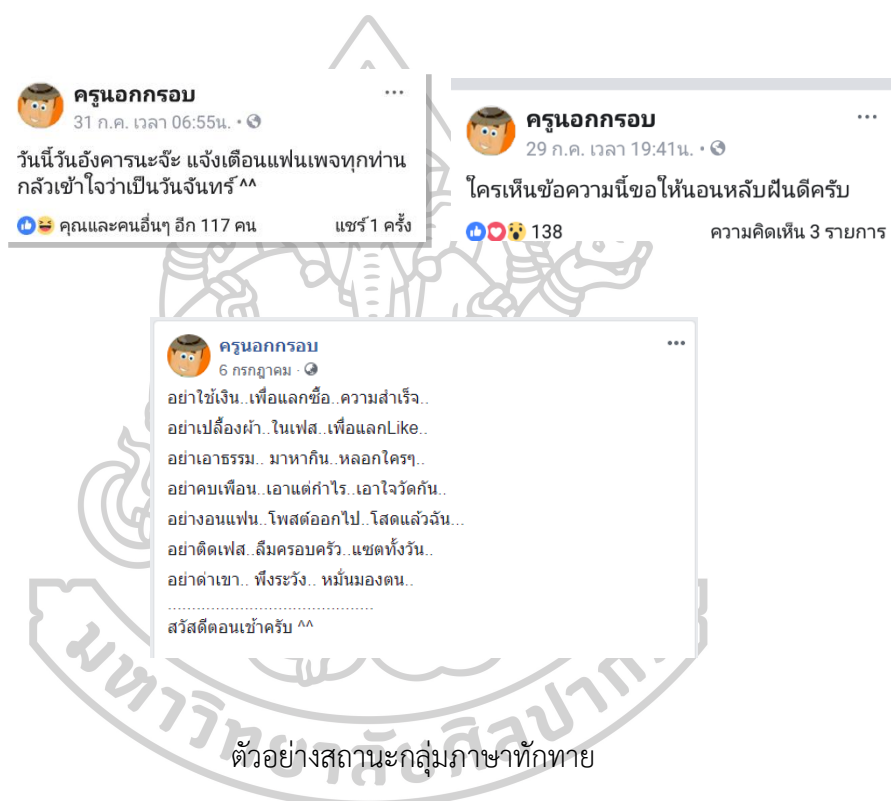 ครูนอกกรอบ
31 ก.ค. เวลา 06:55น. •
วันนี้วันอังคารนะจ๊ะ แจ้งเตือนแฟนเพจทุกท่าน
กลัวเข้าใจว่าเป็นวันจันทร์ ^^
คุณและคนอื่นๆ อีก 117 คน แชร์ 1 ครั้ง
ครูนอกกรอบ
29 ก.ค. เวลา 19:41น. •
ใครเห็นข้อความนี้ขอให้นอนหลับฝันดีครับ
138 ความคิดเห็น 3 รายการ
ครูนอกกรอบ
6 กรกฎาคม ·
อย่าใช้เงิน..เพื่อแลกซื้อ..ความสำเร็จ..
อย่าเปลื้องผ้า..ในเฟส..เพื่อแลกLike..
อย่าเอาธรรม.. มาหากิน..หลอกใครๆ..
อย่าคบเพือน..เอาแต่กำไร..เอาใจวัดกัน..
อย่างอนแฟน..โพสต์ออกไป..โสดแล้วฉัน...
อย่าติดเฟส..ลืมครอบครัว..แชตทั้งวัน..
อย่าด่าเขา.. พึงระวัง.. หมั่นมองตน..
............................................
สวัสดีตอนเช้าครับ ^^
มหาวิทยาลัยศิลปากร
ตัวอย่างสถานะกลุ่มภาษาทักทาย